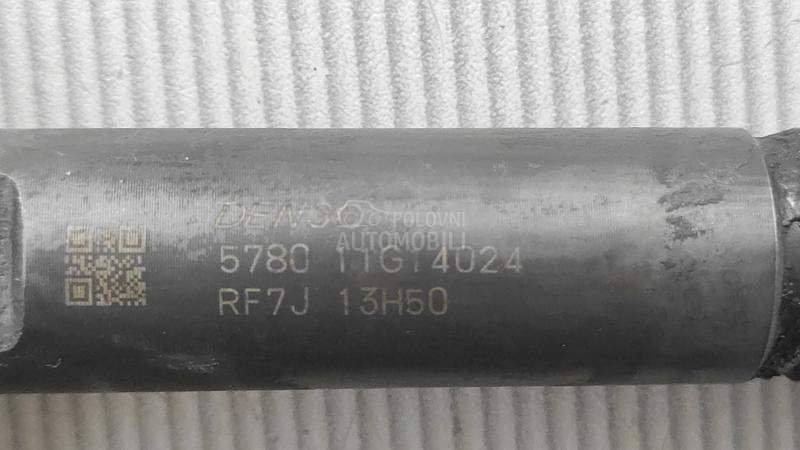 DENSO
POLOVNI
AUTOMOBILI
5780 11G14024
RF7J 13H50